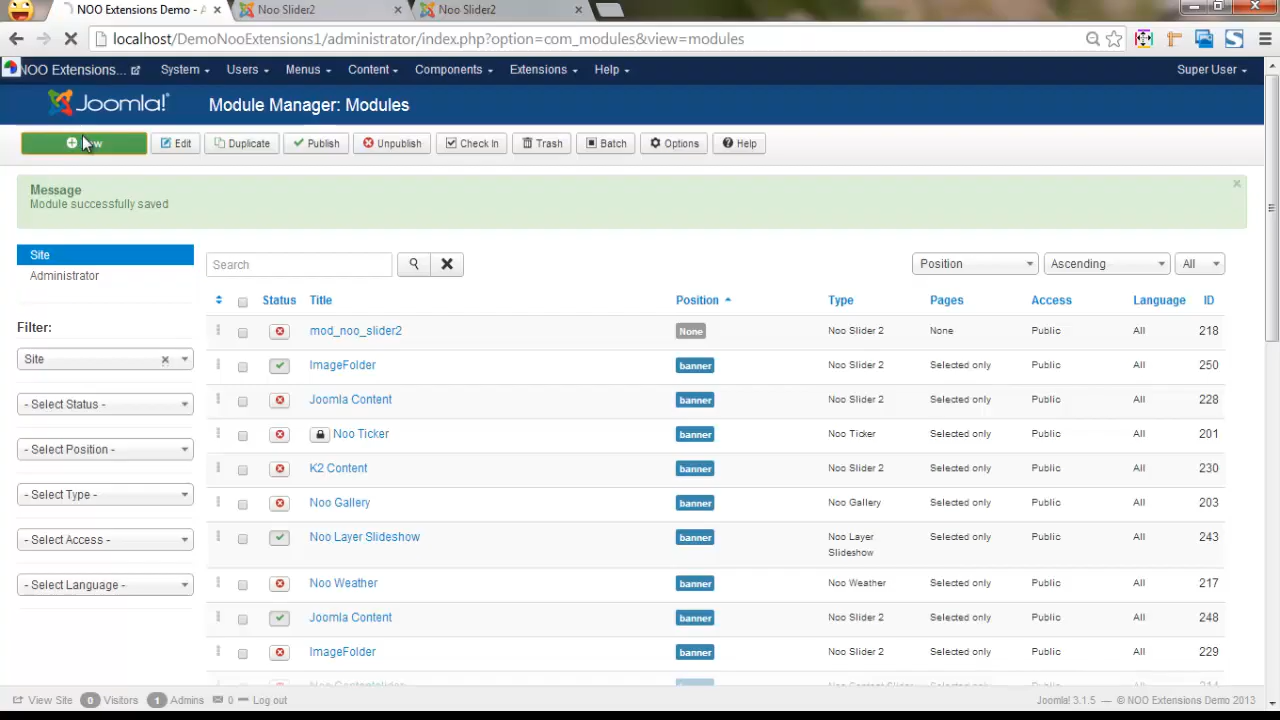 NOO Extensions Demo - A
Noo Slider2
Noo Slider2
localhost/DemoNooExtensions1/administrator/index.php?option=com_modules&view=modules
NOO Extensions...
System
Users
Menus
Content
Components
Extensions
Help
Super User
Joomla!
Module Manager: Modules
Edit
Duplicate
Publish
Unpublish
Check In
Trash
Batch
Options
Help
Message
Module successfully saved
Site
Administrator
Search
Position
Ascending
All
Status
Title
Position
Type
Pages
Access
Language
ID
Filter:
Site
- Select Status -
- Select Position -
- Select Type -
- Select Access -
- Select Language -
mod_noo_slider2 None Noo Slider 2 None Public All 218
ImageFolder banner Noo Slider 2 Selected only Public All 250
Joomla Content banner Noo Slider 2 Selected only Public All 228
Noo Ticker banner Noo Ticker Selected only Public All 201
K2 Content banner Noo Slider 2 Selected only Public All 230
Noo Gallery banner Noo Gallery Selected only Public All 203
Noo Layer Slideshow banner Noo Layer Slideshow Selected only Public All 243
Noo Weather banner Noo Weather Selected only Public All 217
Joomla Content banner Noo Slider 2 Selected only Public All 248
ImageFolder banner Noo Slider 2 Selected only Public All 229
View Site
0 Visitors
1 Admins
0
Log out
Joomla! 3.1.5 — © NOO Extensions Demo 2013